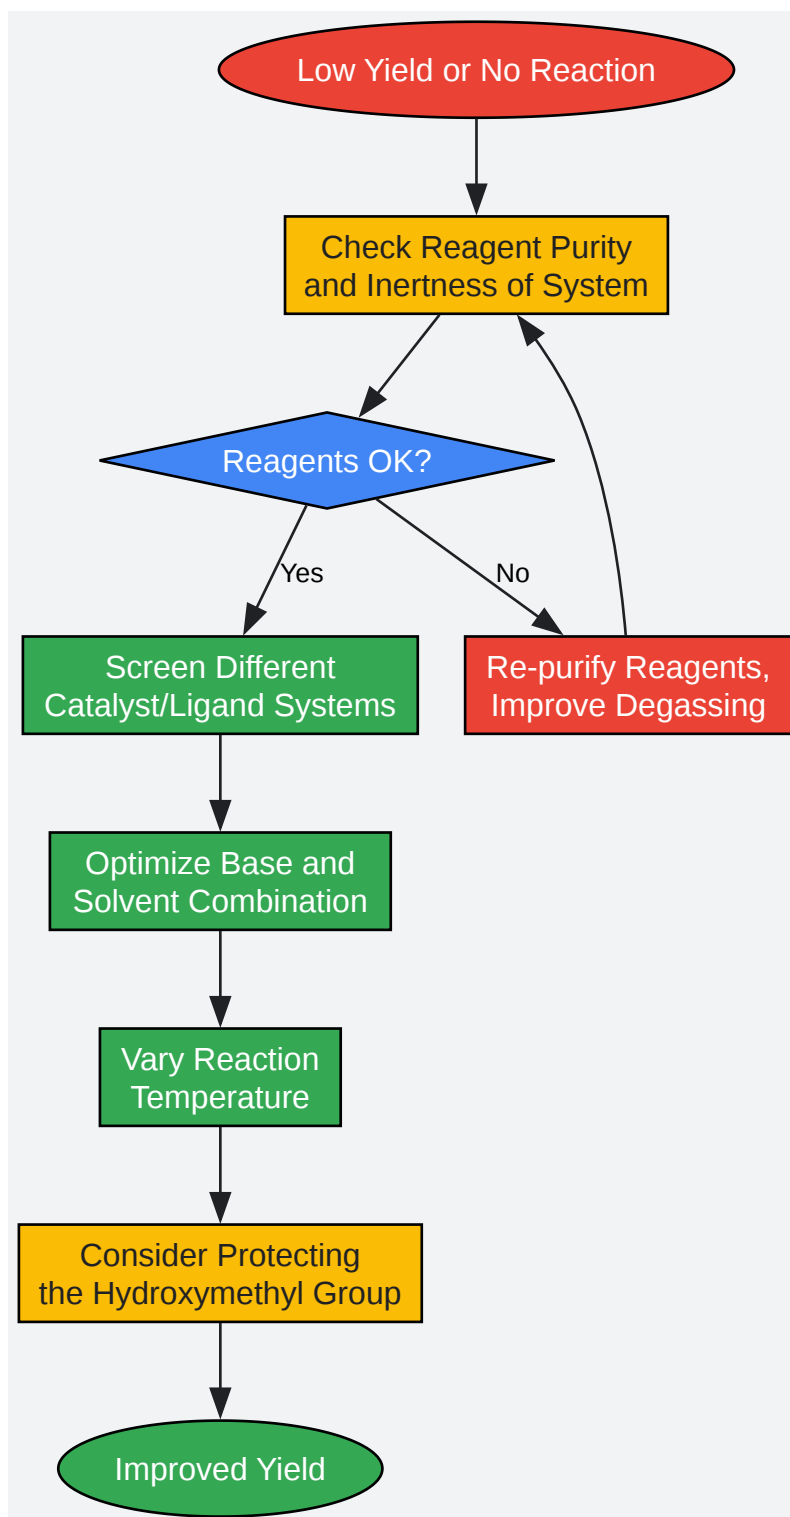 Low Yield or No Reaction
Check Reagent Purity
and Inertness of System
Reagents OK?
Yes
No
Screen Different
Catalyst/Ligand Systems
Re-purify Reagents,
Improve Degassing
Optimize Base and
Solvent Combination
Vary Reaction
Temperature
Consider Protecting
the Hydroxymethyl Group
Improved Yield